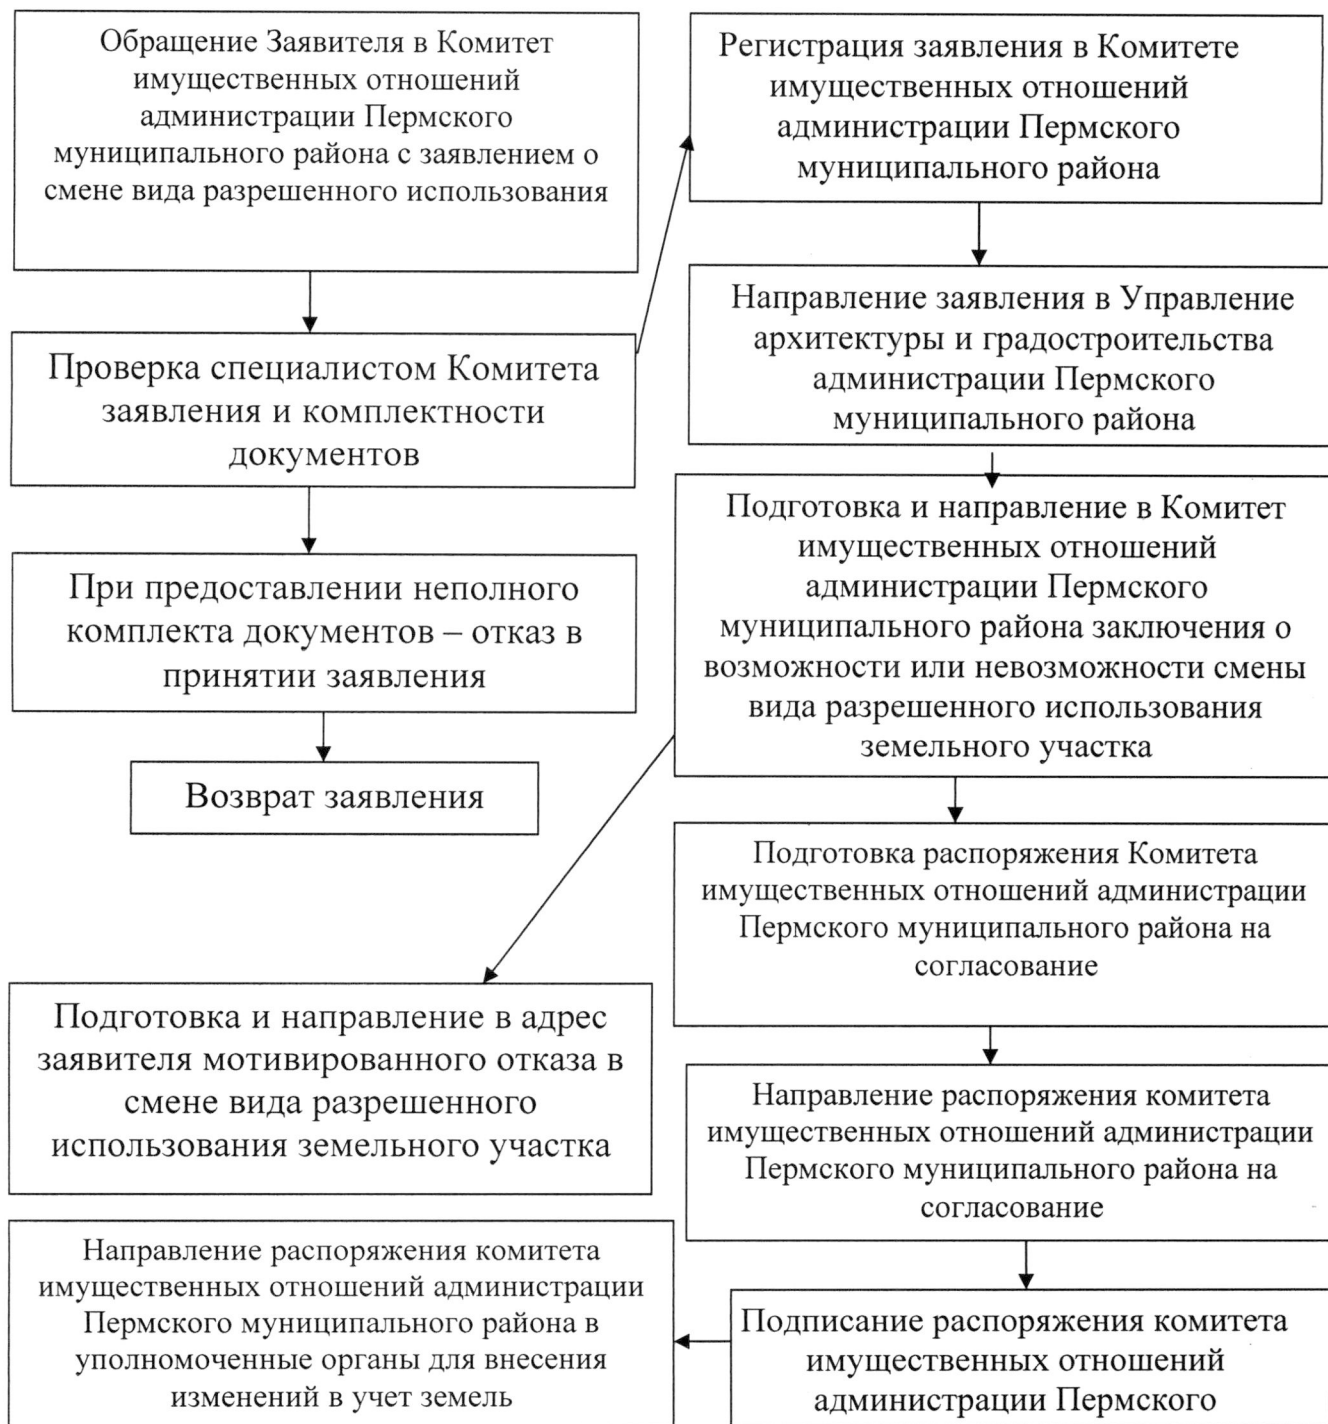 Обращение Заявителя в Комитет
имущественных отношений
администрации Пермского
муниципального района с заявлением о
смене вида разрешенного использования
Проверка специалистом Комитета
заявления и комплектности
документов
При предоставлении неполного
комплекта документов – отказ в
принятии заявления
Возврат заявления
Регистрация заявления в Комитете
имущественных отношений
администрации Пермского
муниципального района
Направление заявления в Управление
архитектуры и градостроительства
администрации Пермского
муниципального района
Подготовка и направление в Комитет
имущественных отношений
администрации Пермского
муниципального района заключения о
возможности или невозможности смены
вида разрешенного использования
земельного участка
Подготовка и направление в адрес
заявителя мотивированного отказа в
смене вида разрешенного
использования земельного участка
Подготовка распоряжения Комитета
имущественных отношений администрации
Пермского муниципального района на
согласование
Направление распоряжения комитета
имущественных отношений администрации
Пермского муниципального района на
согласование
Подписание распоряжения комитета
имущественных отношений
администрации Пермского
Направление распоряжения комитета
имущественных отношений администрации
Пермского муниципального района в
уполномоченные органы для внесения
изменений в учет земель